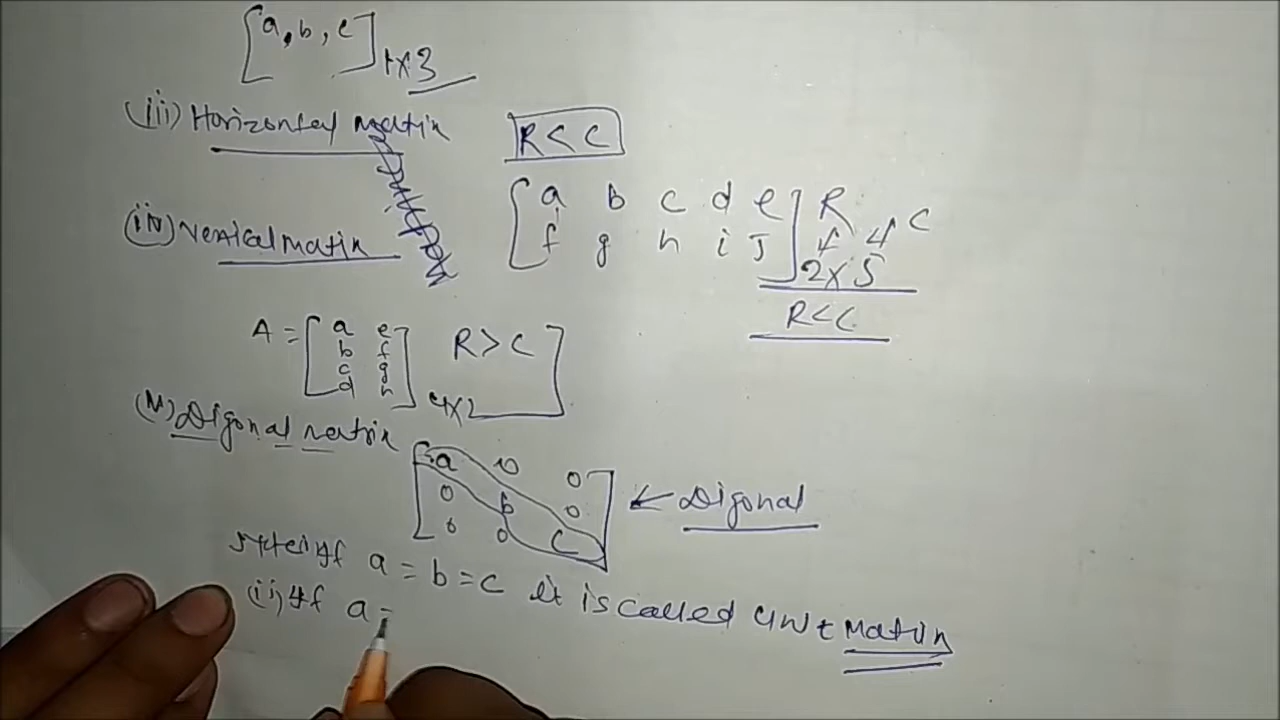 [a, b, c] 1×3
(iii) Horizontal matrix R < C
[a b c d e
f g h i J] R C
2×5
R<C
(iv) Vertical matrix
A = [a e
b f
c g
d h] 4×2 R > C
(v) Digonal matrix
[a 0 0
0 b 0
0 0 C] ← Digonal
if a = b = c it is called unit Matrix
(ii) If a =